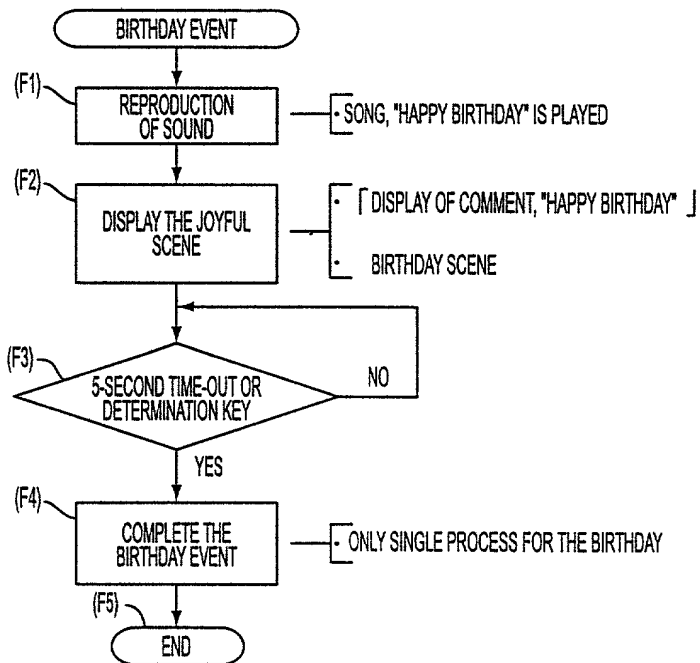 BIRTHDAY EVENT
(F1)
REPRODUCTION
OF SOUND
• SONG, "HAPPY BIRTHDAY" IS PLAYED
(F2)
DISPLAY THE JOYFUL
SCENE
• ｢ DISPLAY OF COMMENT, "HAPPY BIRTHDAY" ｣
• BIRTHDAY SCENE
(F3)
5-SECOND TIME-OUT OR
DETERMINATION KEY
NO
YES
(F4)
COMPLETE THE
BIRTHDAY EVENT
• ONLY SINGLE PROCESS FOR THE BIRTHDAY
(F5)
END